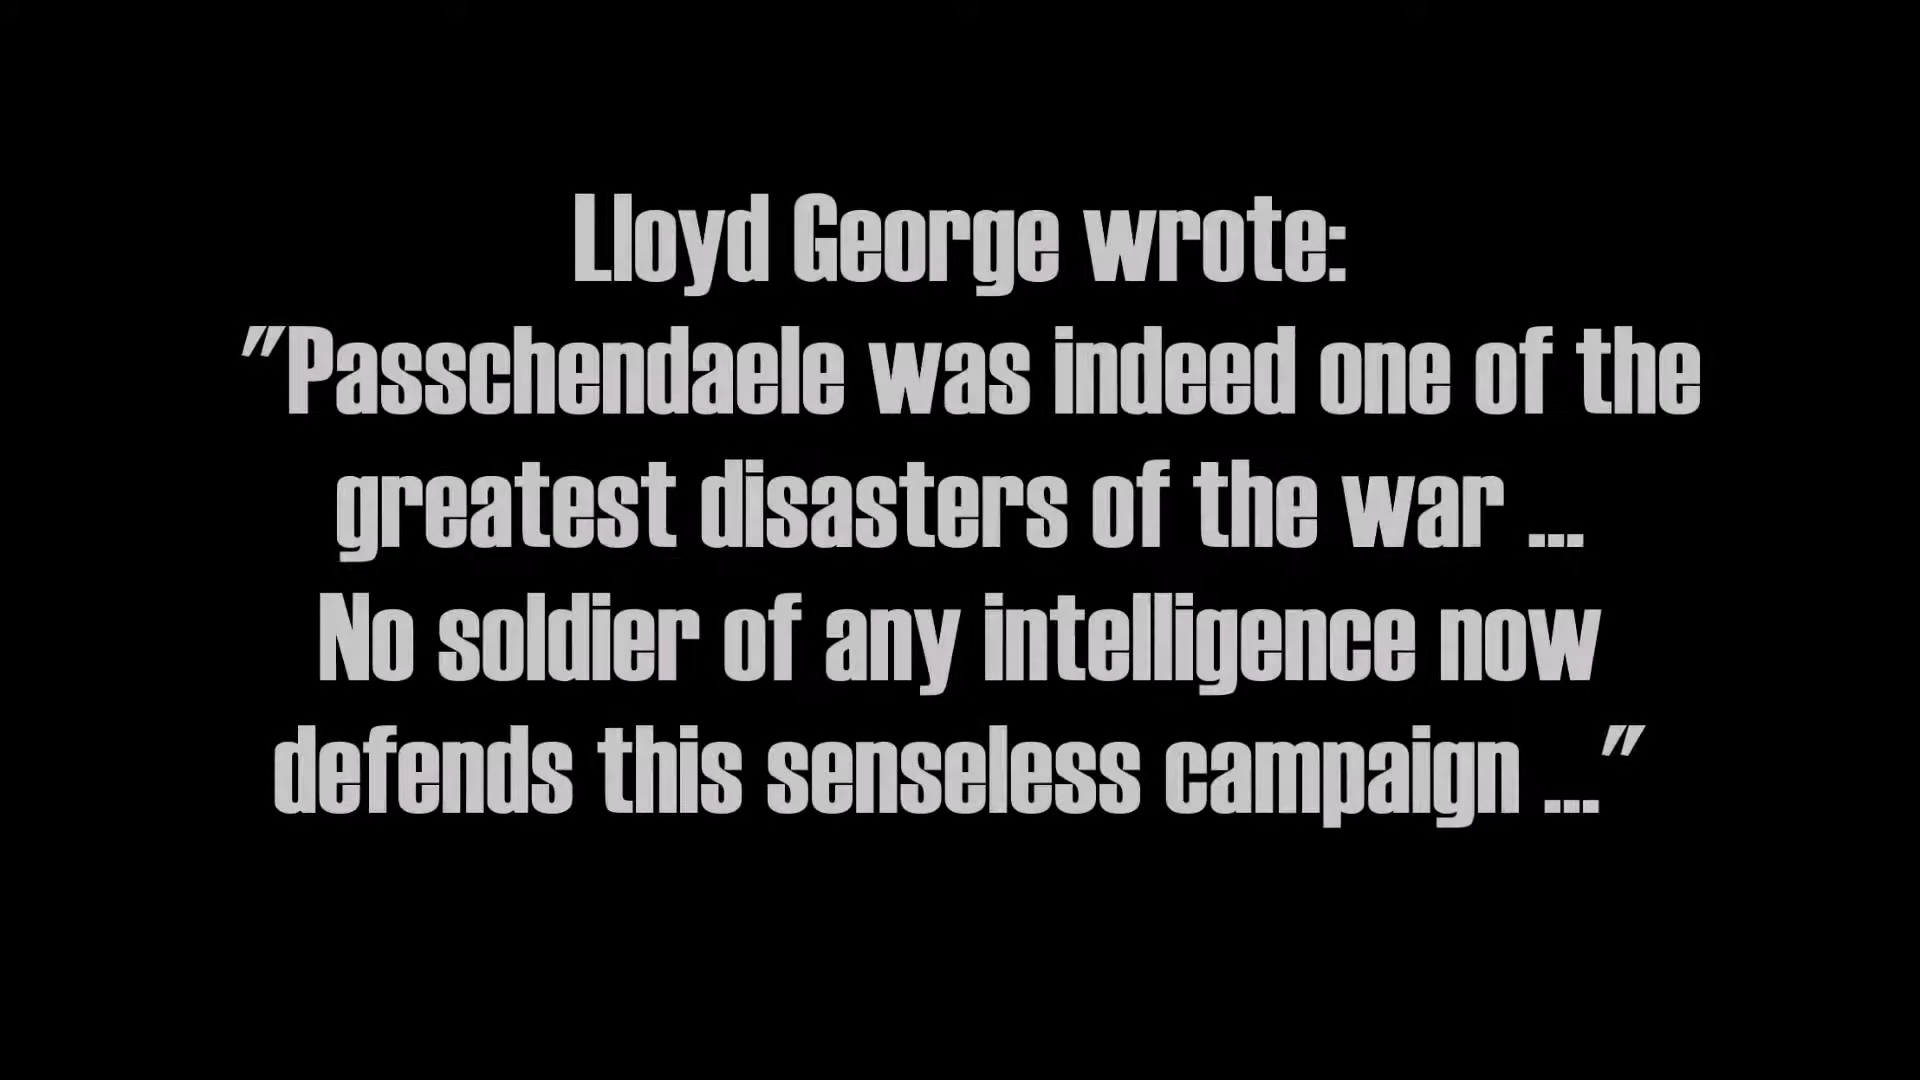 Lloyd George wrote:
"Passchendaele was indeed one of the
greatest disasters of the war ...
No soldier of any intelligence now
defends this senseless campaign ..."